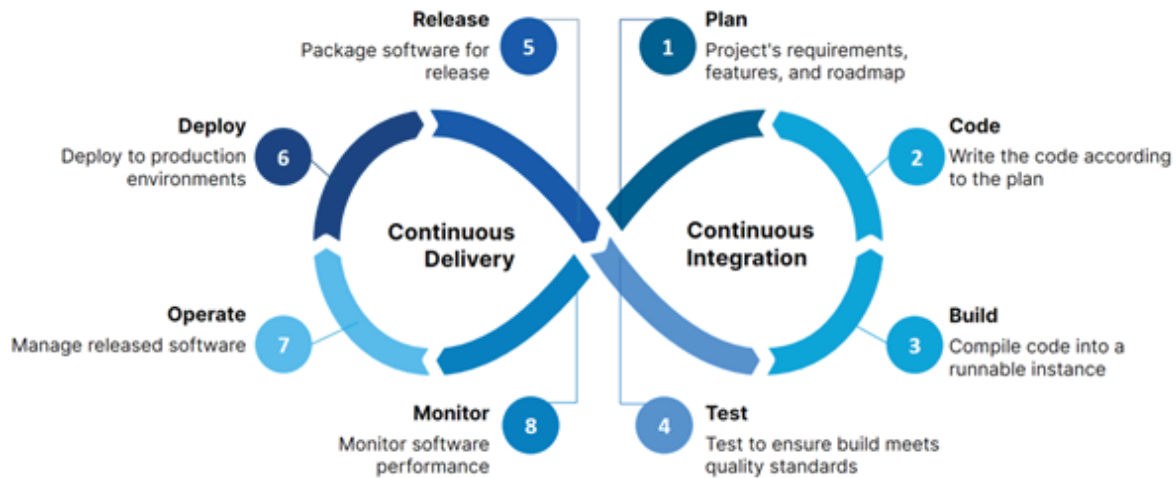 Release
Package software for
release
5
1
Plan
Project's requirements,
features, and roadmap
Deploy
Deploy to production
environments
6
2
Code
Write the code according
to the plan
Continuous
Delivery
Continuous
Integration
Operate
Manage released software
7
3
Build
Compile code into a
runnable instance
Monitor
Monitor software
performance
8
4
Test
Test to ensure build meets
quality standards